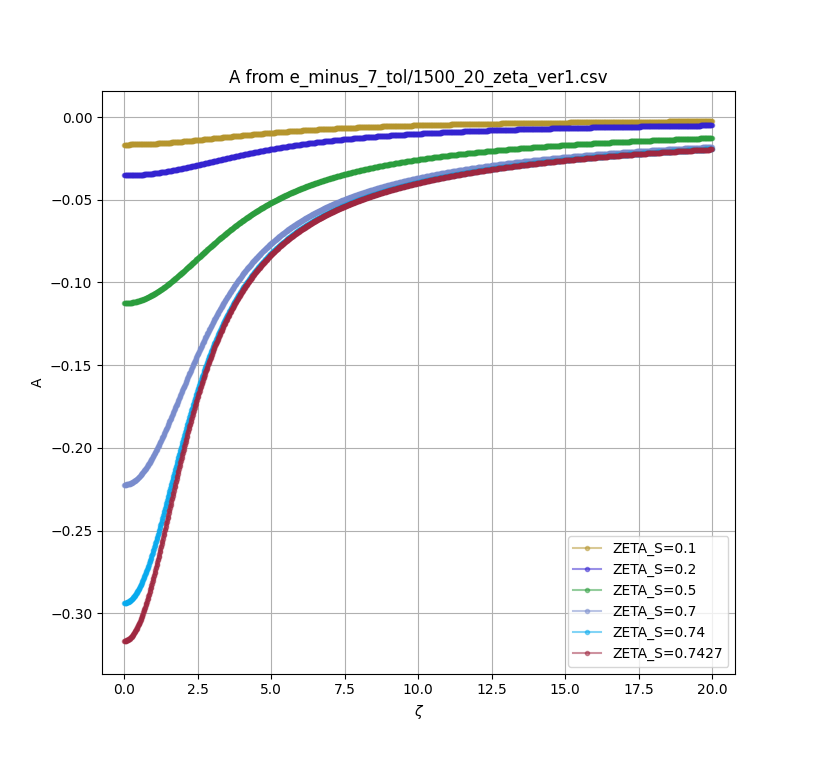 A from e_minus_7_tol/1500_20_zeta_ver1.csv
A
0.00
−0.05
−0.10
−0.15
−0.20
−0.25
−0.30
ZETA_S=0.1
ZETA_S=0.2
ZETA_S=0.5
ZETA_S=0.7
ZETA_S=0.74
ZETA_S=0.7427
0.0 2.5 5.0 7.5 10.0 12.5 15.0 17.5 20.0
ζ